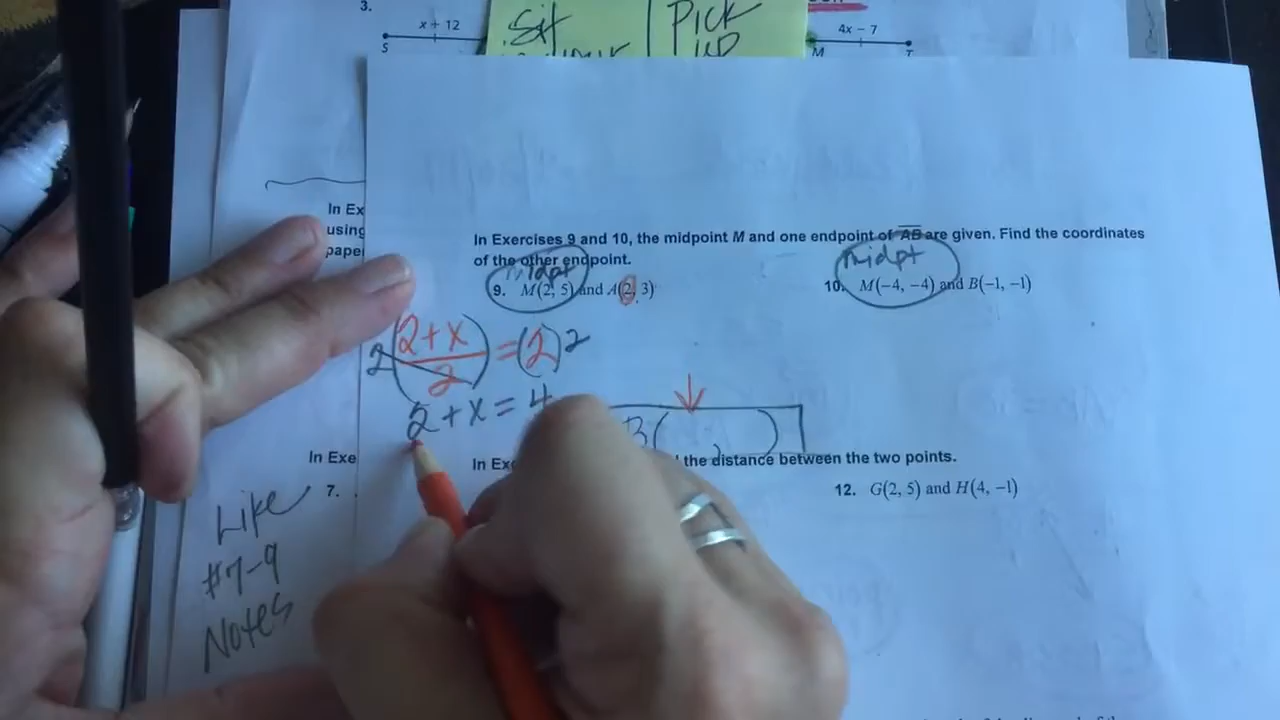 3.
x + 12
S
Sit
Pick
up
4x − 7
M
T
In Ex
using
pape
In Exercises 9 and 10, the midpoint M and one endpoint of AB are given. Find the coordinates
of the other endpoint.
midpt
9. M(2, 5) and A(2, 3)
midpt
10. M(−4, −4) and B(−1, −1)
2(2+x/2)=(2)2
2+x=4
B( , )
In Exe
In Exe
the distance between the two points.
7.
12. G(2, 5) and H(4, −1)
Like
#7-9
Notes